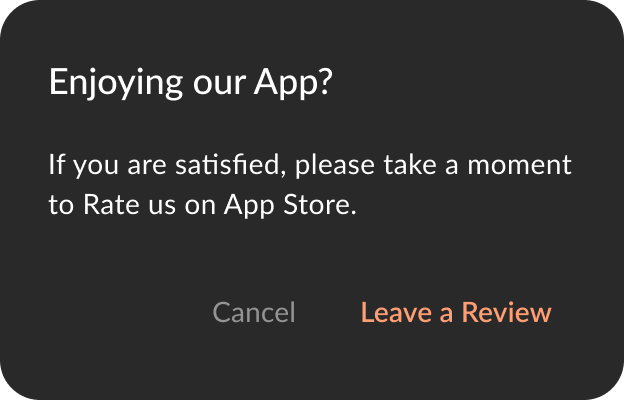 Enjoying our App?
If you are satisfied, please take a moment
to Rate us on App Store.
Cancel Leave a Review